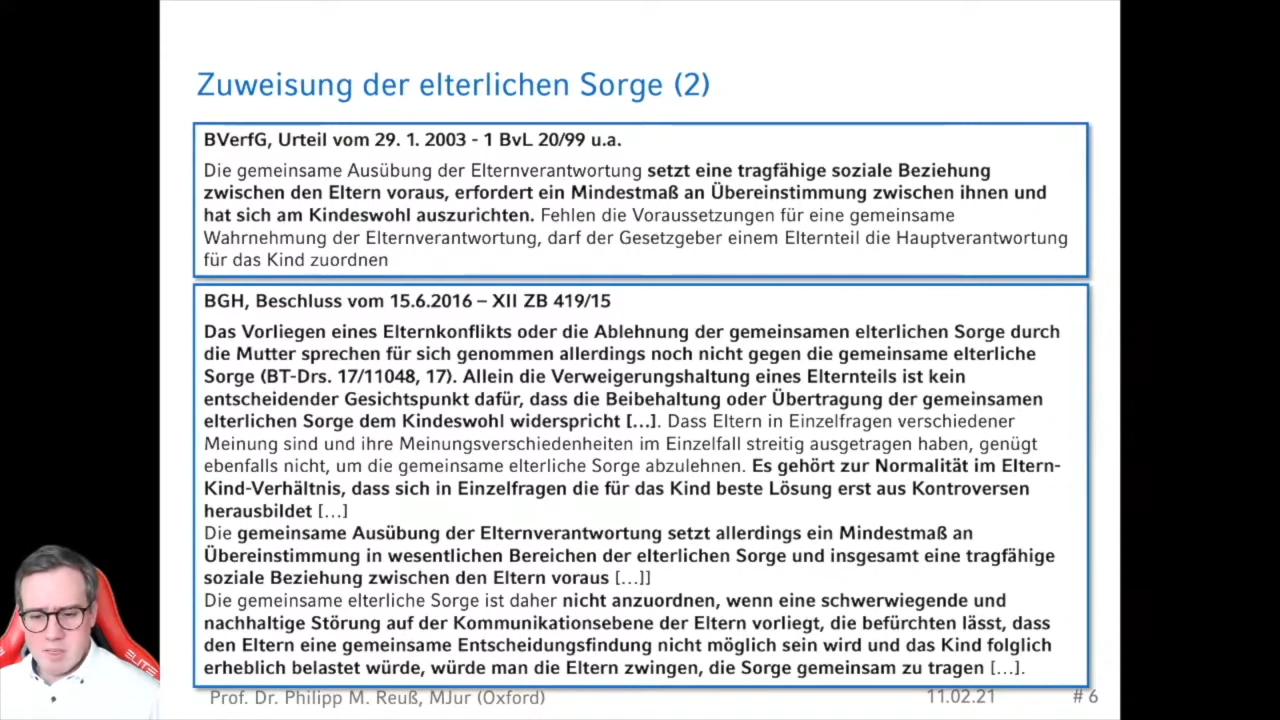 Zuweisung der elterlichen Sorge (2)
BVerfG, Urteil vom 29. 1. 2003 - 1 BvL 20/99 u.a.
Die gemeinsame Ausübung der Elternverantwortung setzt eine tragfähige soziale Beziehung
zwischen den Eltern voraus, erfordert ein Mindestmaß an Übereinstimmung zwischen ihnen und
hat sich am Kindeswohl auszurichten. Fehlen die Voraussetzungen für eine gemeinsame
Wahrnehmung der Elternverantwortung, darf der Gesetzgeber einem Elternteil die Hauptverantwortung
für das Kind zuordnen
BGH, Beschluss vom 15.6.2016 – XII ZB 419/15
Das Vorliegen eines Elternkonflikts oder die Ablehnung der gemeinsamen elterlichen Sorge durch
die Mutter sprechen für sich genommen allerdings noch nicht gegen die gemeinsame elterliche
Sorge (BT-Drs. 17/11048, 17). Allein die Verweigerungshaltung eines Elternteils ist kein
entscheidender Gesichtspunkt dafür, dass die Beibehaltung oder Übertragung der gemeinsamen
elterlichen Sorge dem Kindeswohl widerspricht [...]. Dass Eltern in Einzelfragen verschiedener
Meinung sind und ihre Meinungsverschiedenheiten im Einzelfall streitig ausgetragen haben, genügt
ebenfalls nicht, um die gemeinsame elterliche Sorge abzulehnen. Es gehört zur Normalität im Eltern-
Kind-Verhältnis, dass sich in Einzelfragen die für das Kind beste Lösung erst aus Kontroversen
herausbildet [...]
Die gemeinsame Ausübung der Elternverantwortung setzt allerdings ein Mindestmaß an
Übereinstimmung in wesentlichen Bereichen der elterlichen Sorge und insgesamt eine tragfähige
soziale Beziehung zwischen den Eltern voraus [...]]
Die gemeinsame elterliche Sorge ist daher nicht anzuordnen, wenn eine schwerwiegende und
nachhaltige Störung auf der Kommunikationsebene der Eltern vorliegt, die befürchten lässt, dass
den Eltern eine gemeinsame Entscheidungsfindung nicht möglich sein wird und das Kind folglich
erheblich belastet würde, würde man die Eltern zwingen, die Sorge gemeinsam zu tragen [...].
Prof. Dr. Philipp M. Reuß, MJur (Oxford)
11.02.21
# 6
ELITE